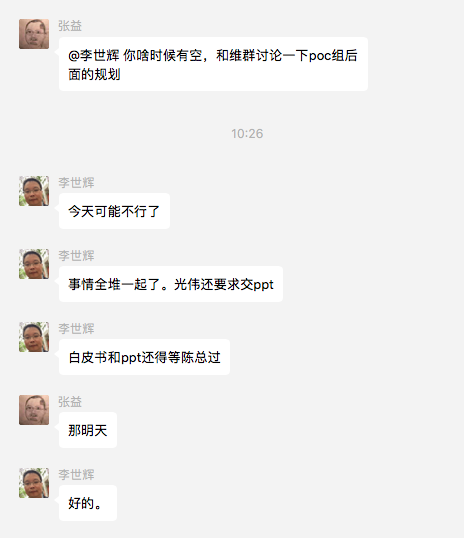 张益
@李世辉 你啥时候有空，和维群讨论一下poc组后
面的规划
10:26
李世辉
今天可能不行了
李世辉
事情全堆一起了。光伟还要求交ppt
李世辉
白皮书和ppt还得等陈总过
张益
那明天
李世辉
好的。